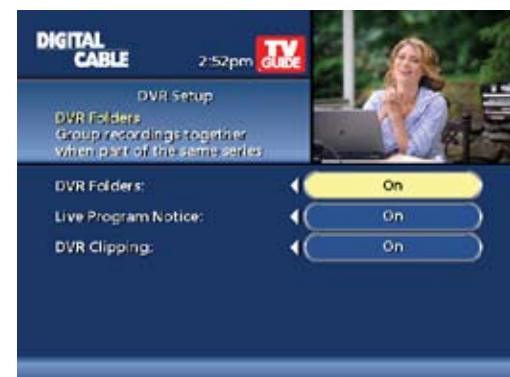 DIGITAL
CABLE
2:52pm
TV
GUIDE
DVR Setup
DVR Folders
Group recordings together
when part of the same series
DVR Folders: On
Live Program Notice: On
DVR Clipping: On